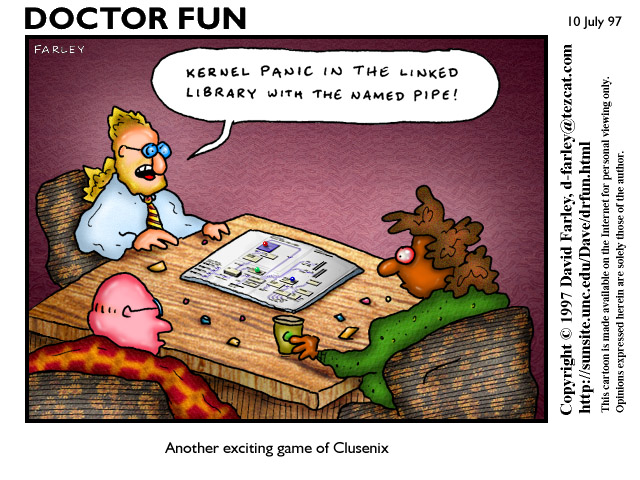 DOCTOR FUN
10 July 97
FARLEY
KERNEL PANIC IN THE LINKED
LIBRARY WITH THE NAMED PIPE!
Copyright © 1997 David Farley, d-farley@tezcat.com
http://sunsite.unc.edu/Dave/drfun.html
This cartoon is made available on the Internet for personal viewing only.
Opinions expressed herein are solely those of the author.
Another exciting game of Clusenix